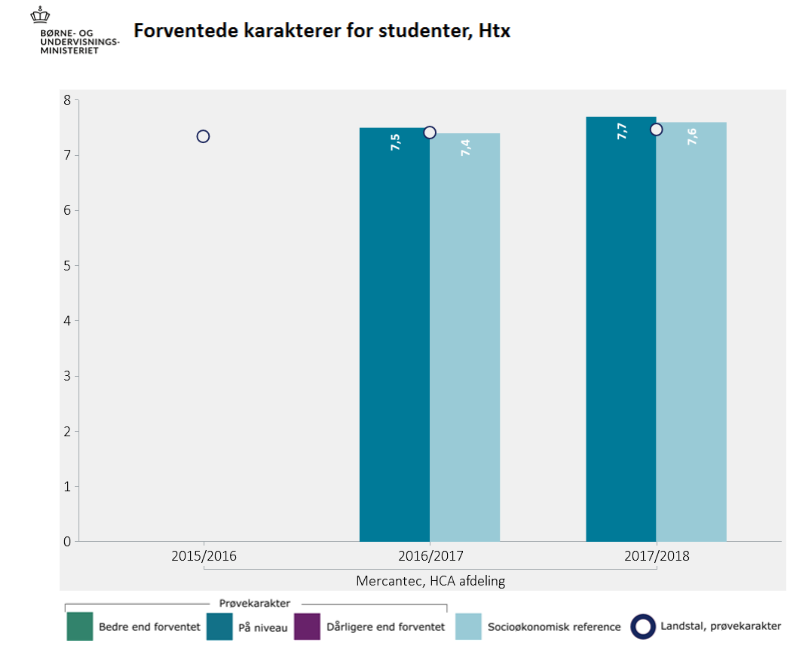 BØRNE- OG
UNDERVISNINGS-
MINISTERIET
Forventede karakterer for studenter, Htx
8
7
6
5
4
3
2
1
0
7,5
7,4
7,7
7,6
2015/2016
2016/2017
2017/2018
Mercantec, HCA afdeling
Prøvekarakter
Bedre end forventet
På niveau
Dårligere end forventet
Socioøkonomisk reference
Landstal, prøvekarakter